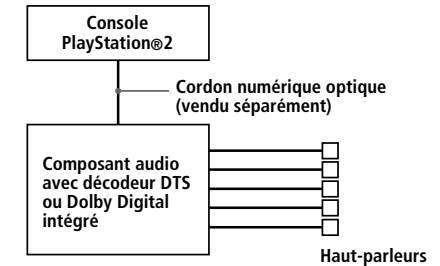 Console
PlayStation®2
Cordon numérique optique
(vendu séparément)
Composant audio
avec décodeur DTS
ou Dolby Digital
intégré
Haut-parleurs